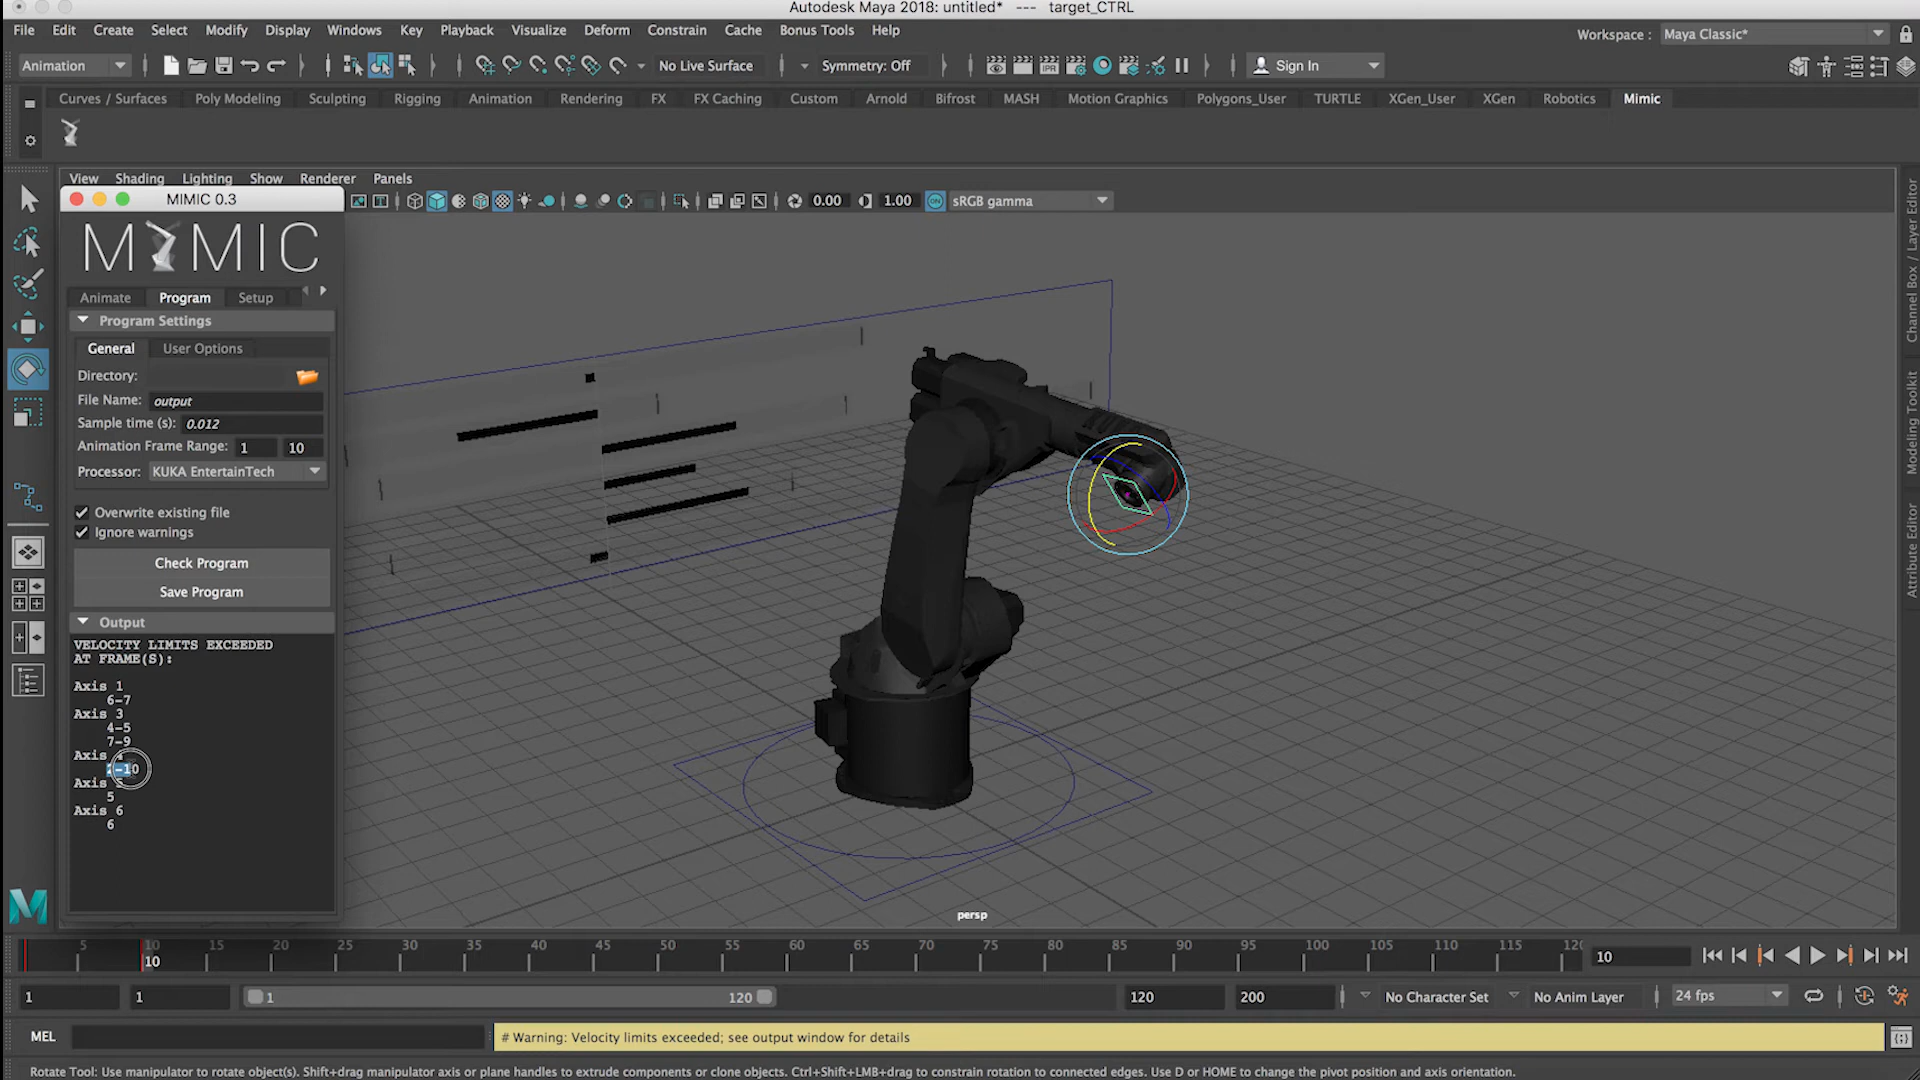 Autodesk Maya 2018: untitled* --- target_CTRL
File Edit Create Select Modify Display Windows Key Playback Visualize Deform Constrain Cache Bonus Tools Help
Workspace : Maya Classic*
Animation No Live Surface Symmetry: Off Sign In
Curves / Surfaces Poly Modeling Sculpting Rigging Animation Rendering FX FX Caching Custom Arnold Bifrost MASH Motion Graphics Polygons_User TURTLE XGen_User XGen Robotics Mimic
View Shading Lighting Show Renderer Panels
MIMIC 0.3
0.00 1.00 ON sRGB gamma
MIMIC
Animate Program Setup
Program Settings
General User Options
Directory:
File Name: output
Sample time (s): 0.012
Animation Frame Range: 1 10
Processor: KUKA EntertainTech
Overwrite existing file
Ignore warnings
Check Program
Save Program
Output
VELOCITY LIMITS EXCEEDED
AT FRAME(S):
Axis 1
6-7
Axis 3
4-5
7-9
Axis
-10
Axis
5
Axis 6
6
persp
Channel Box / Layer Editor
Modeling Toolkit
Attribute Editor
5 10 15 20 25 30 35 40 45 50 55 60 65 70 75 80 85 90 95 100 105 110 115 12
10 10
1 1 1 120 120 200 No Character Set No Anim Layer 24 fps
MEL # Warning: Velocity limits exceeded; see output window for details
Rotate Tool: Use manipulator to rotate object(s). Shift+drag manipulator axis or plane handles to extrude components or clone objects. Ctrl+Shift+LMB+drag to constrain rotation to connected edges. Use D or HOME to change the pivot position and axis orientation.